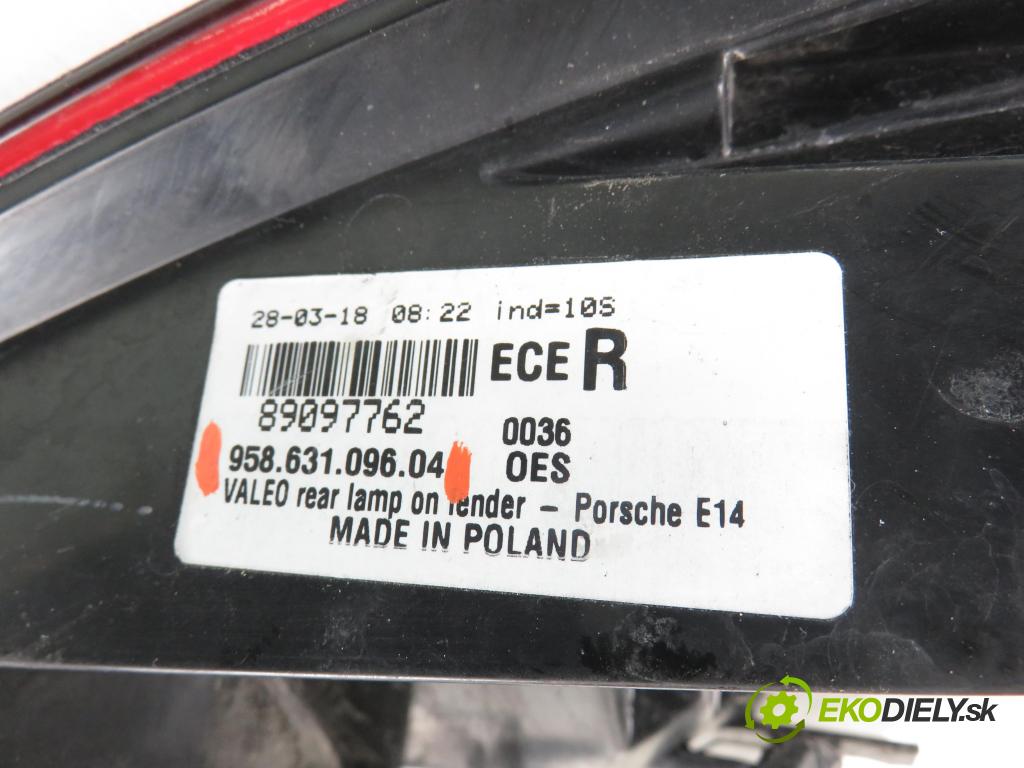 28-03-18 08:22 ind=10S
ECE R
89097762
0036
958.631.096.04
OES
VALEO rear lamp on fender - Porsche E14
MADE IN POLAND
EKODIELY.sk